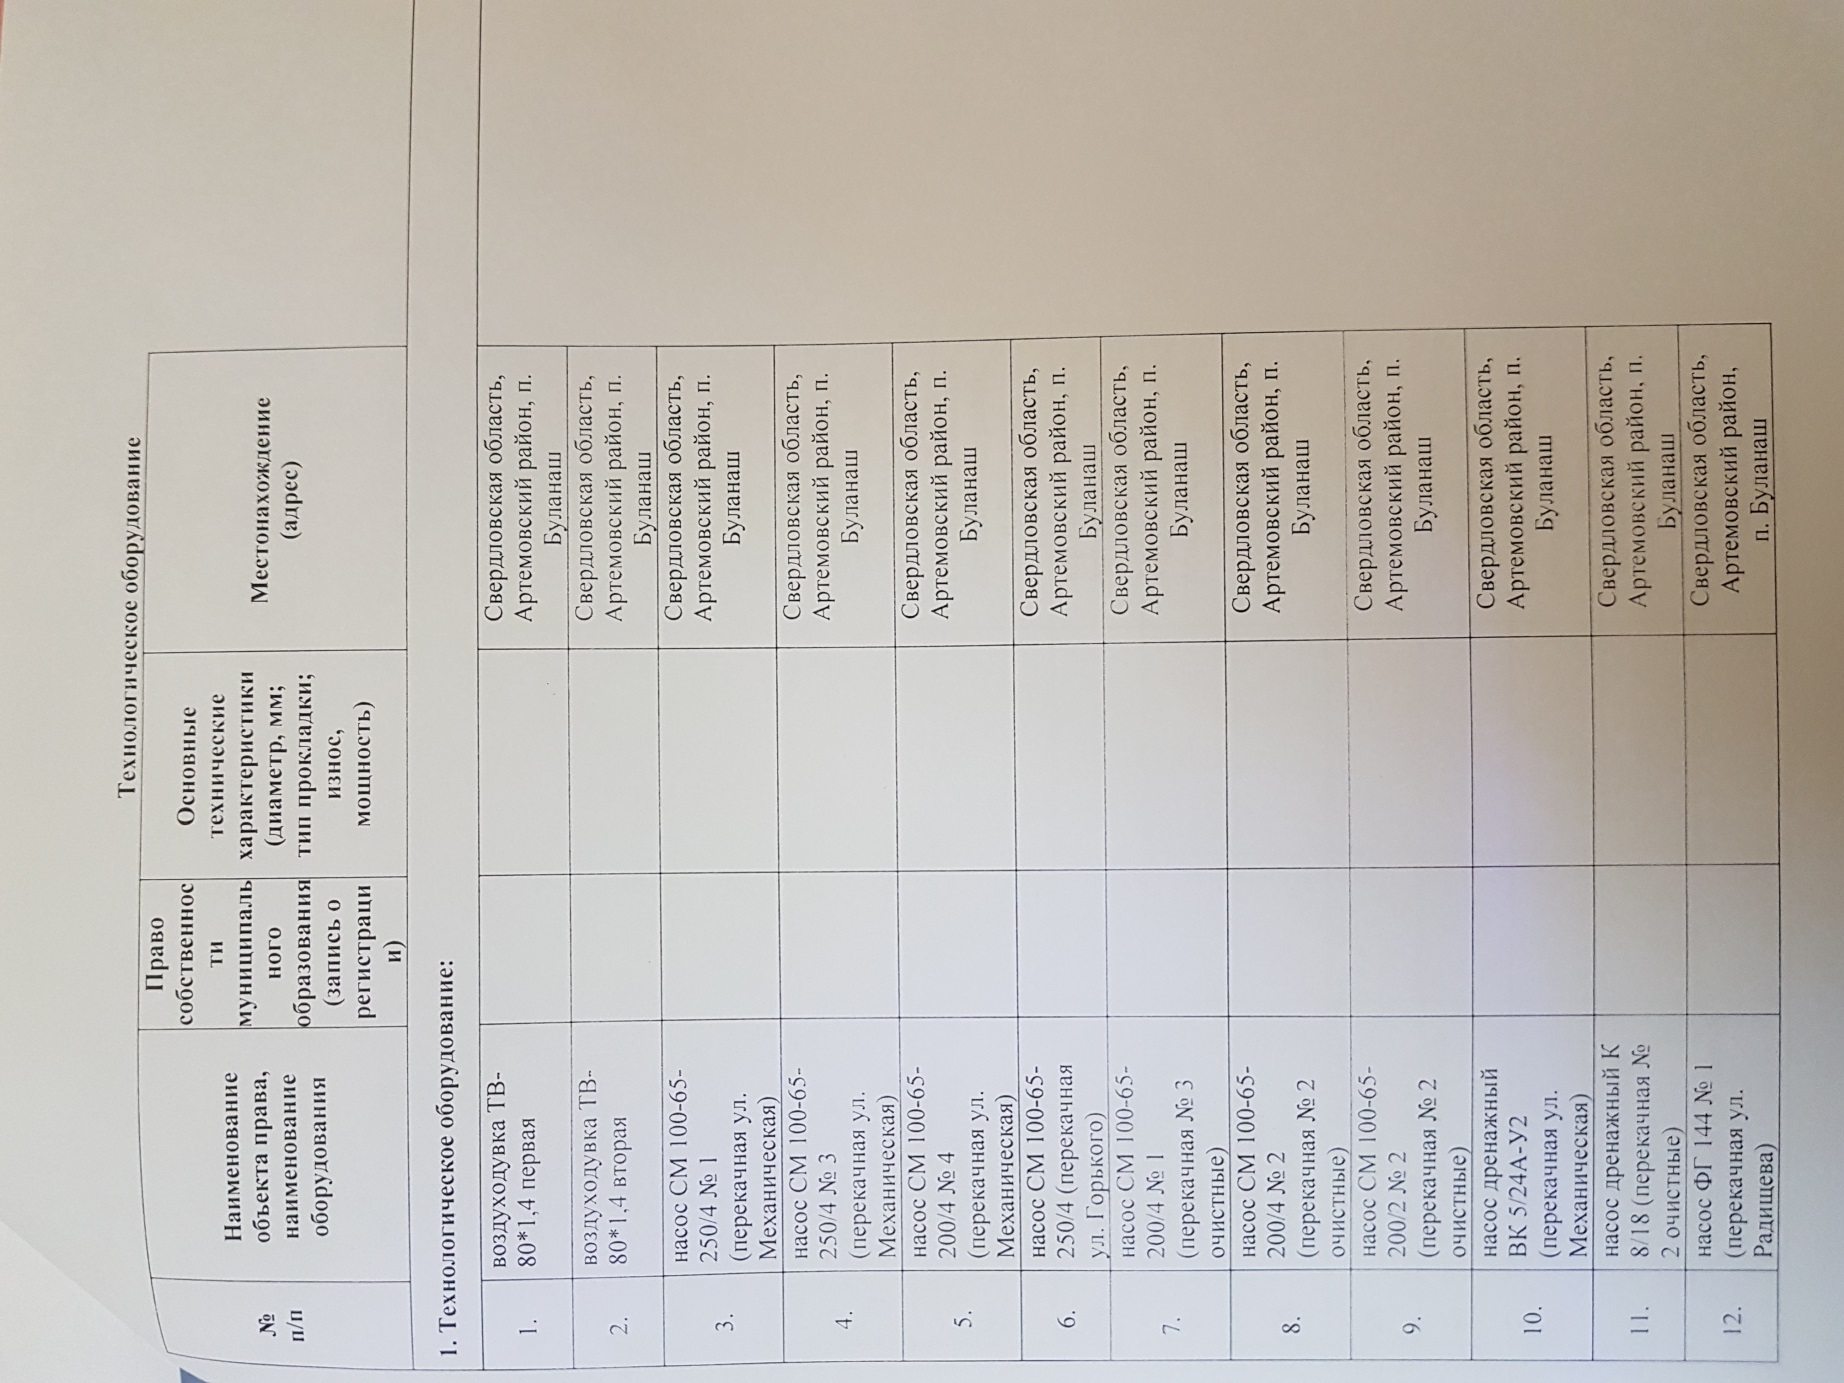 Технологическое оборудование
№
п/п
Наименование
объекта права,
наименование
оборудования
Право
собственнос
ти
муниципаль
ного
образования
(запись о
регистраци
и)
Основные
технические
характеристики
(диаметр, мм;
тип прокладки;
износ,
мощность)
Местонахождение
(адрес)
1. Технологическое оборудование:
1.
воздуходувка ТВ-
80*1,4 первая
Свердловская область,
Артемовский район, п.
Буланаш
2.
воздуходувка ТВ-
80*1,4 вторая
Свердловская область,
Артемовский район, п.
Буланаш
3.
насос СМ 100-65-
250/4 № 1
(перекачная ул.
Механическая)
Свердловская область,
Артемовский район, п.
Буланаш
4.
насос СМ 100-65-
250/4 № 3
(перекачная ул.
Механическая)
Свердловская область,
Артемовский район, п.
Буланаш
5.
насос СМ 100-65-
200/4 № 4
(перекачная ул.
Механическая)
Свердловская область,
Артемовский район, п.
Буланаш
6.
насос СМ 100-65-
250/4 (перекачная
ул. Горького)
Свердловская область,
Артемовский район, п.
Буланаш
7.
насос СМ 100-65-
200/4 № 1
(перекачная № 3
очистные)
Свердловская область,
Артемовский район, п.
Буланаш
8.
насос СМ 100-65-
200/4 № 2
(перекачная № 2
очистные)
Свердловская область,
Артемовский район, п.
Буланаш
9.
насос СМ 100-65-
200/2 № 2
(перекачная № 2
очистные)
Свердловская область,
Артемовский район, п.
Буланаш
10.
насос дренажный
ВК 5/24А-У2
(перекачная ул.
Механическая)
Свердловская область,
Артемовский район, п.
Буланаш
11.
насос дренажный К
8/18 (перекачная №
2 очистные)
Свердловская область,
Артемовский район, п.
Буланаш
12.
насос ФГ 144 № 1
(перекачная ул.
Радищева)
Свердловская область,
Артемовский район,
п. Буланаш